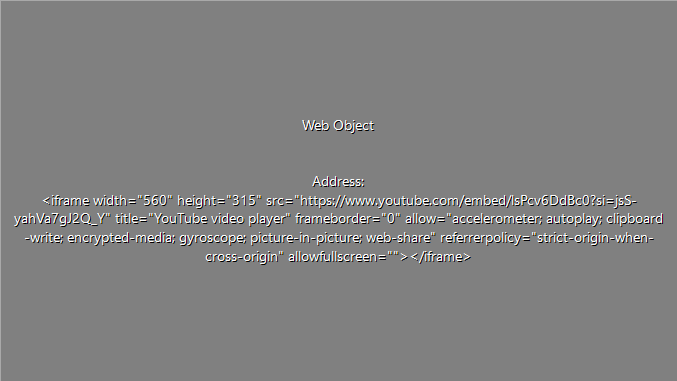 Web Object
Address:
<iframe width="560" height="315" src="https://www.youtube.com/embed/lsPcv6DdBc0?si=jsS-
yahVa7gJ2Q_Y" title="YouTube video player" frameborder="0" allow="accelerometer; autoplay; clipboard
-write; encrypted-media; gyroscope; picture-in-picture; web-share" referrerpolicy="strict-origin-when-
cross-origin" allowfullscreen=""></iframe>